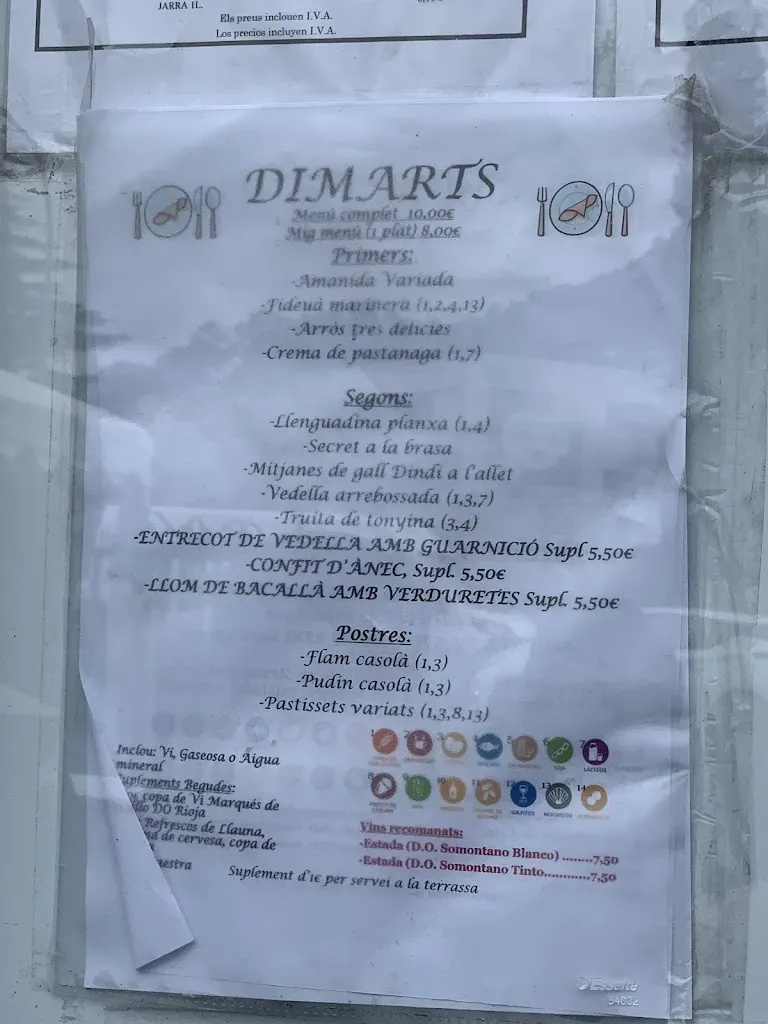 JARRA 1L.
Els preus inclouen I.V.A.
Los precios incluyen I.V.A.
DIMARTS
Menú complet 10,00€
Mig menú (1 plat) 8,00€
Primers:
-Amanida Variada
-Fideuà marinera (1,2,4,13)
-Arròs tres delicies
-Crema de pastanaga (1,7)
Segons:
-Llenguadina planxa (1,4)
-Secret a la brasa
-Mitjanes de gall Dindi a l'allet
-Vedella arrebossada (1,3,7)
-Truita de tonyina (3,4)
-ENTRECOT DE VEDELLA AMB GUARNICIÓ Supl 5,50€
-CONFIT D'ÀNEC, Supl. 5,50€
-LLOM DE BACALLÀ AMB VERDURETES Supl. 5,50€
Postres:
-Flam casolà (1,3)
-Pudin casolà (1,3)
-Pastissets variats (1,3,8,13)
Inclou: Vi, Gaseosa o Aigua
mineral
Suplements Begudes:
copa de Vi Marqués de
DO Rioja
Refrescos de Llauna,
de cervesa, copa de
SOJA
LÁCTEOS
SULFITOS
MOLUSCOS
Vins recomanats:
-Estada (D.O. Somontano Blanco) ........7,50
-Estada (D.O. Somontano Tinto............7,50
Suplement d'1€ per servei a la terrassa
Esselte
54832